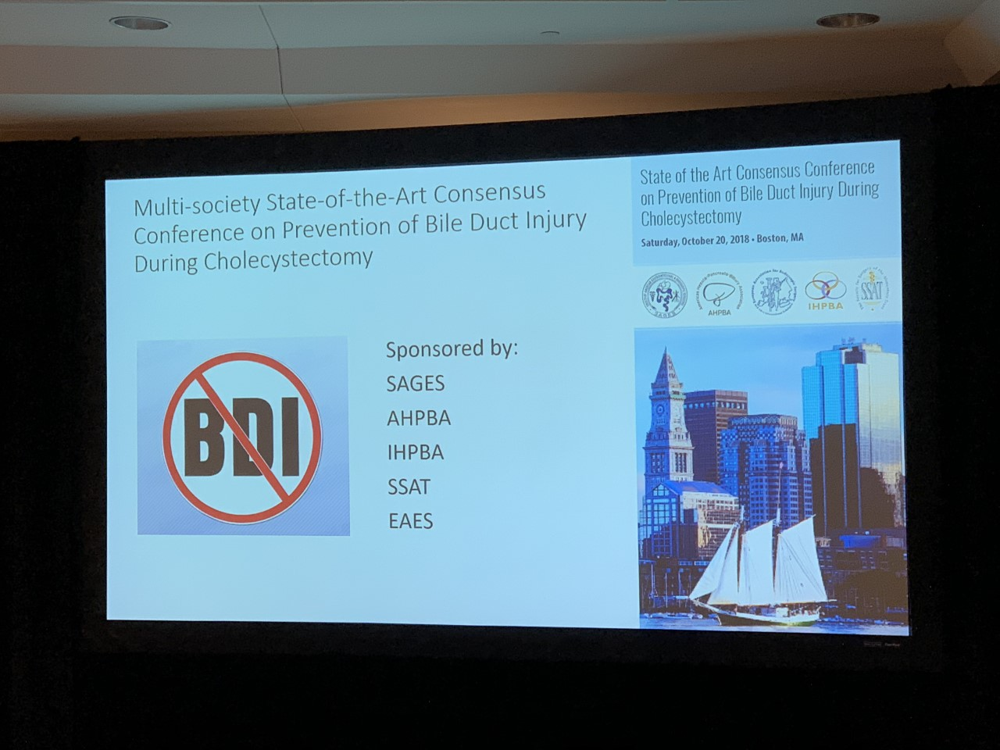 Multi-society State-of-the-Art Consensus
Conference on Prevention of Bile Duct Injury
During Cholecystectomy
BDI
Sponsored by:
SAGES
AHPBA
IHPBA
SSAT
EAES
State of the Art Consensus Conference
on Prevention of Bile Duct Injury During
Cholecystectomy
Saturday, October 20, 2018 • Boston, MA
SAGES
AHPBA
IHPBA
SSAT